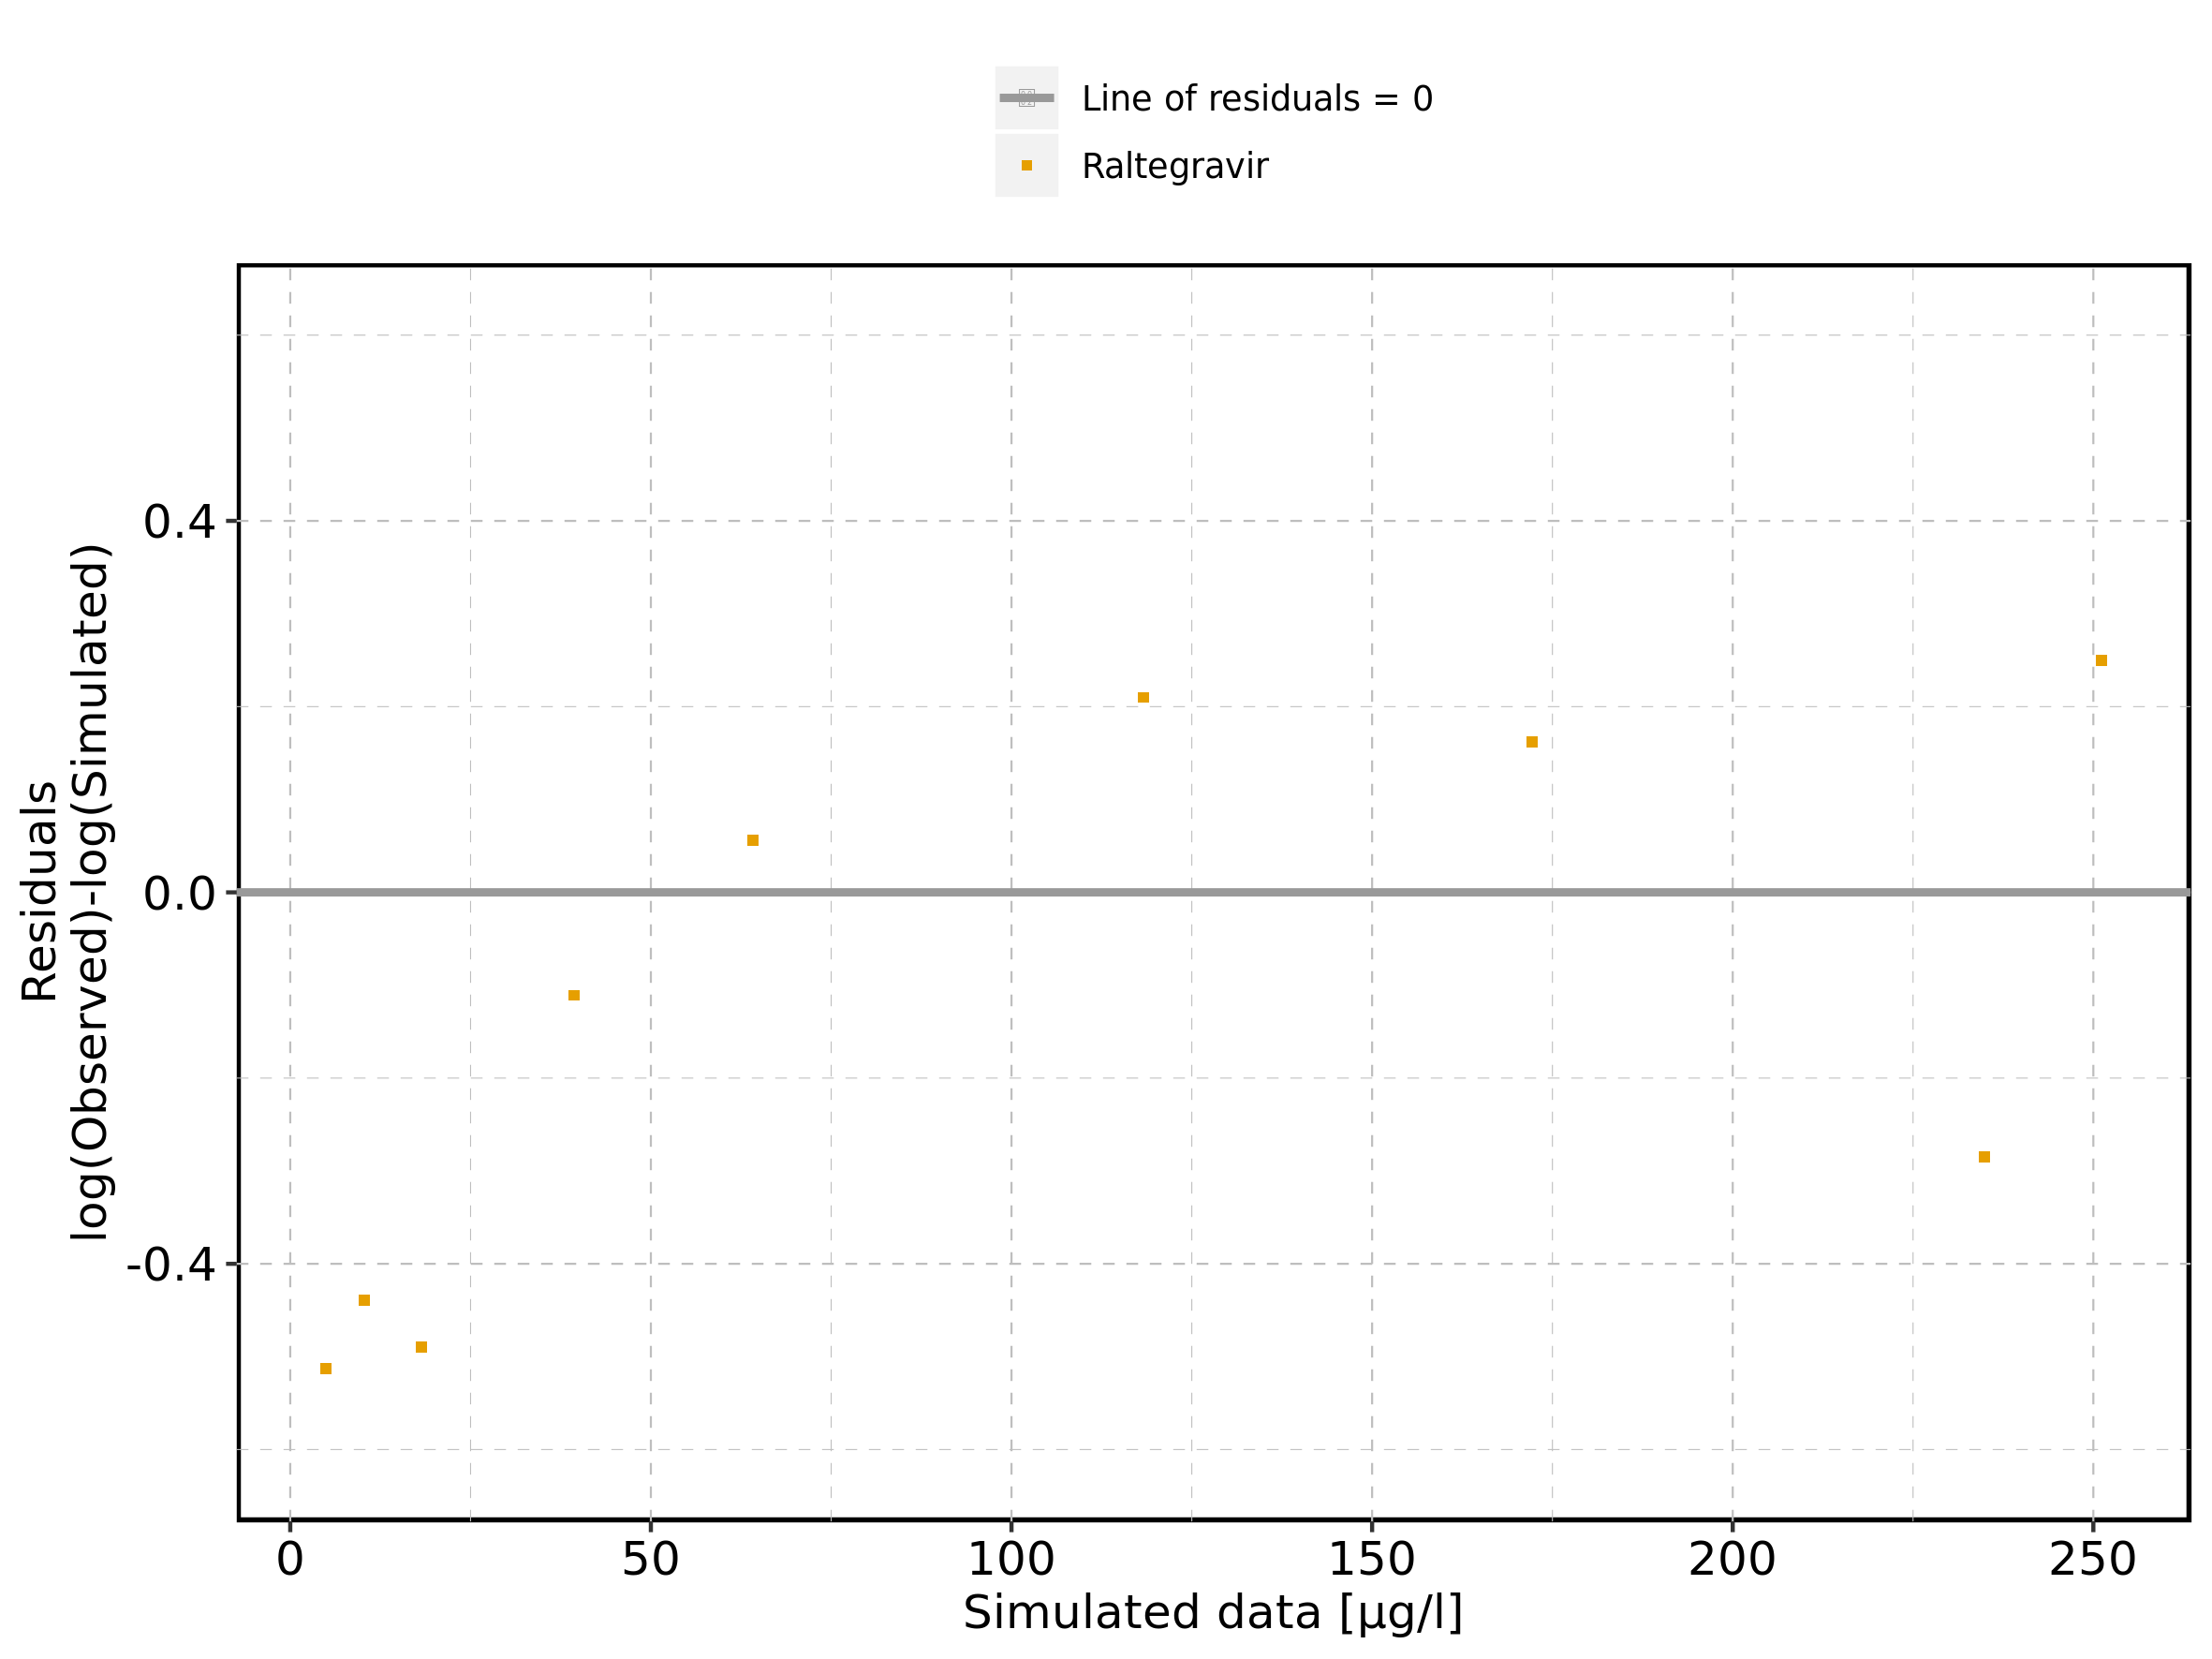 Line of residuals = 0
Raltegravir
Residuals
log(Observed)-log(Simulated)
0.4
0.0
-0.4
0
50
100
150
200
250
Simulated data [µg/l]